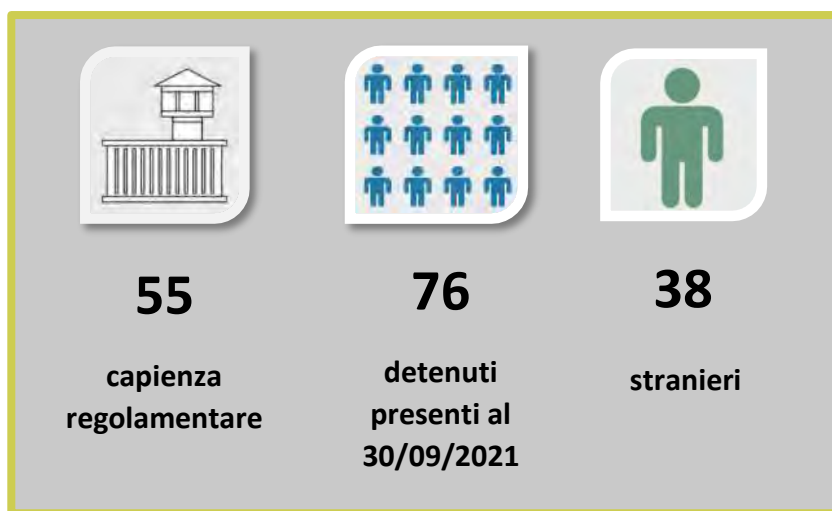 55
capienza
regolamentare
76
detenuti
presenti al
30/09/2021
38
stranieri